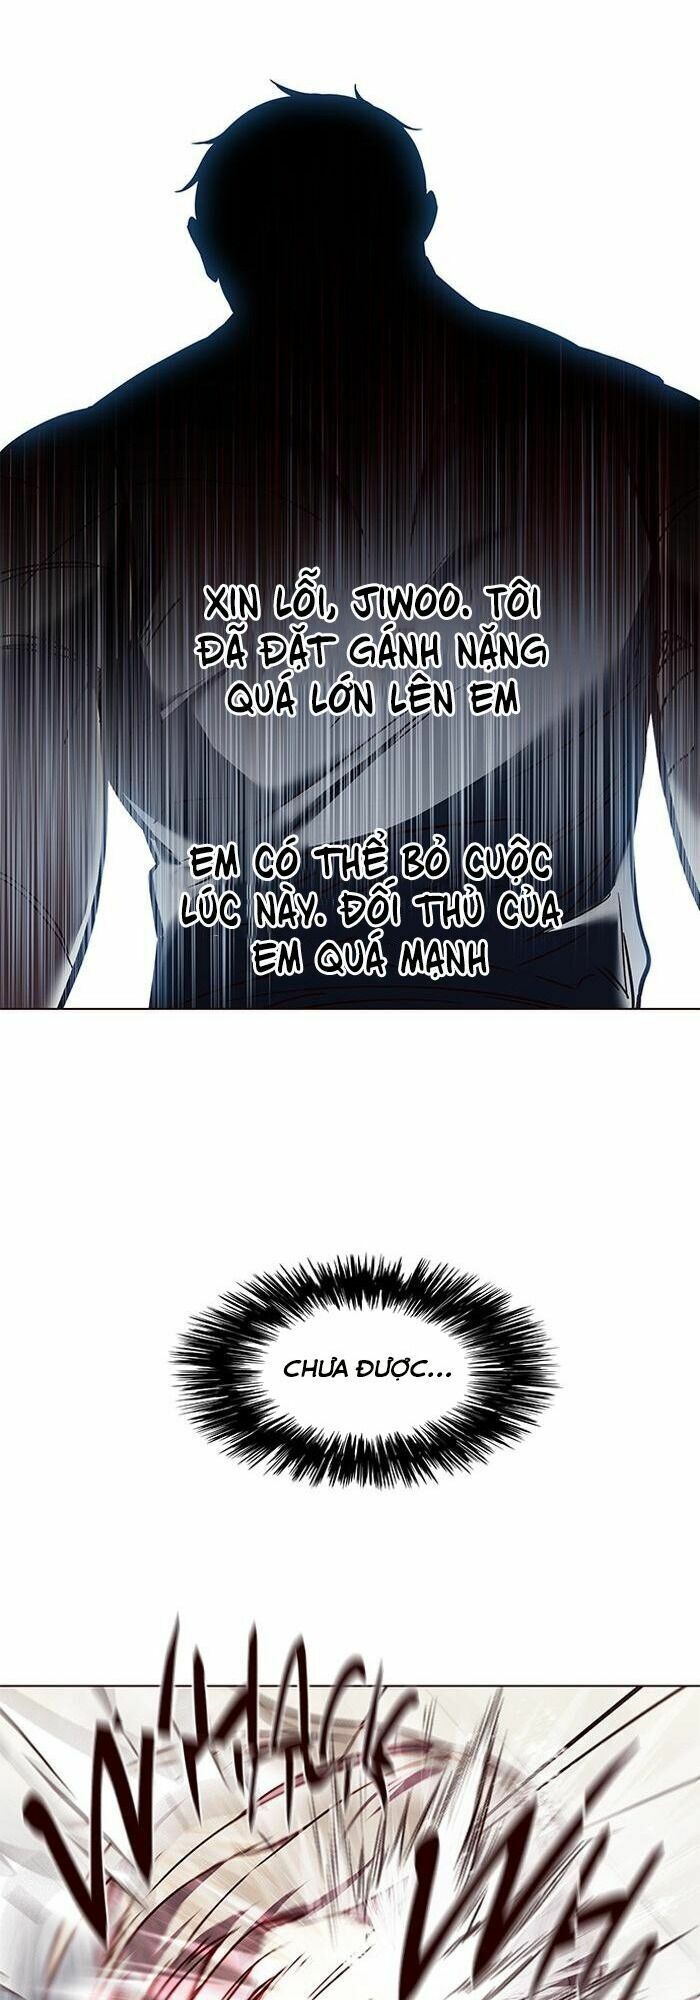 XIN LỖI, JIWOO. TÔI
ĐÃ ĐẶT GÁNH NẶNG
QUÁ LỚN LÊN EM
EM CÓ THỂ BỎ CUỘC
LÚC NÀY. ĐỐI THỦ CỦA
EM QUÁ MẠNH
CHƯA ĐƯỢC...
WHACK